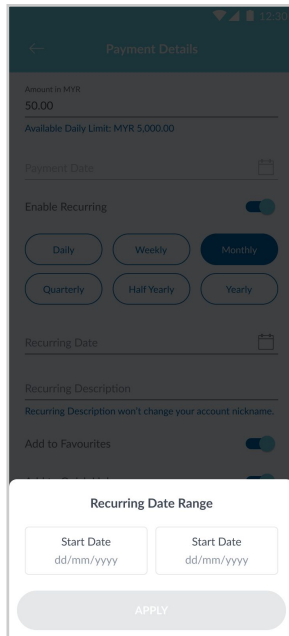 12:30
Payment Details
Amount in MYR
50.00
Available Daily Limit: MYR 5,000.00
Payment Date
Enable Recurring
Daily Weekly Monthly
Quarterly Half Yearly Yearly
Recurring Date
Recurring Description
Recurring Description won't change your account nickname.
Add to Favourites
Recurring Date Range
Start Date Start Date
dd/mm/yyyy dd/mm/yyyy
APPLY